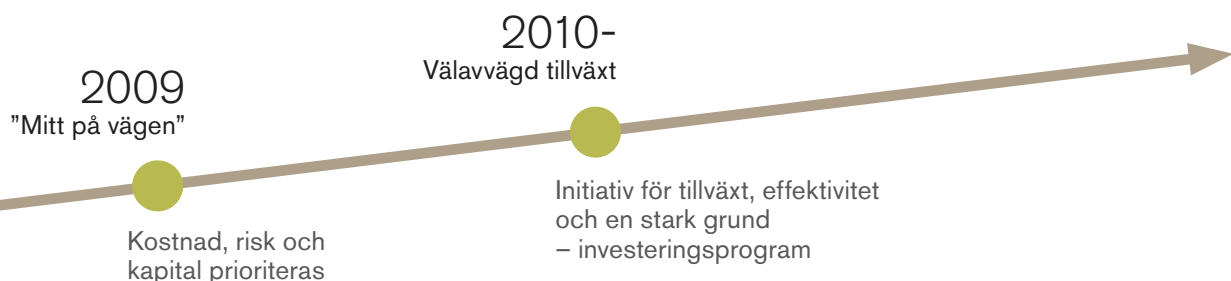 2009
”Mitt på vägen”
Kostnad, risk och
kapital prioriteras
2010-
Välavvägd tillväxt
Initiativ för tillväxt, effektivitet
och en stark grund
– investeringsprogram